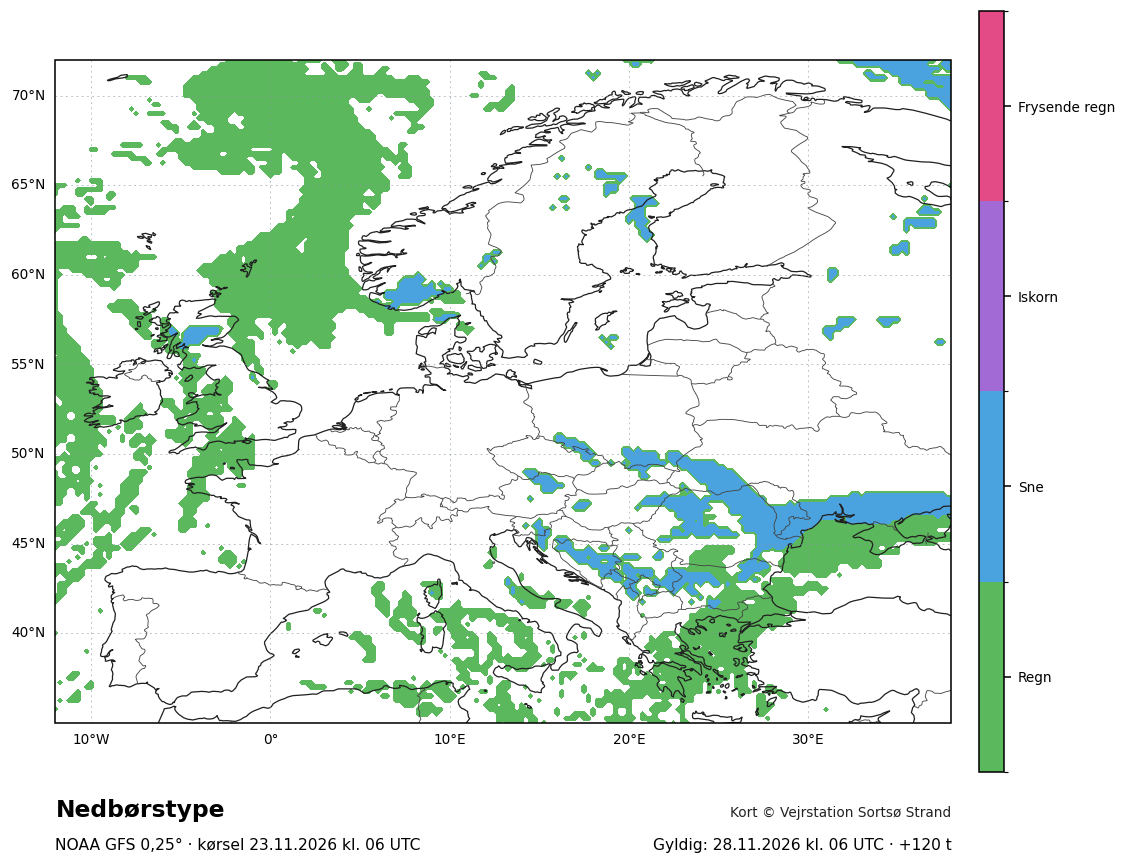 70°N
65°N
60°N
55°N
50°N
45°N
40°N
10°W
0°
10°E
20°E
30°E
Frysende regn
Iskorn
Sne
Regn
Nedbørstype
Kort © Vejrstation Sortsø Strand
NOAA GFS 0,25° · kørsel 23.11.2026 kl. 06 UTC
Gyldig: 28.11.2026 kl. 06 UTC · +120 t